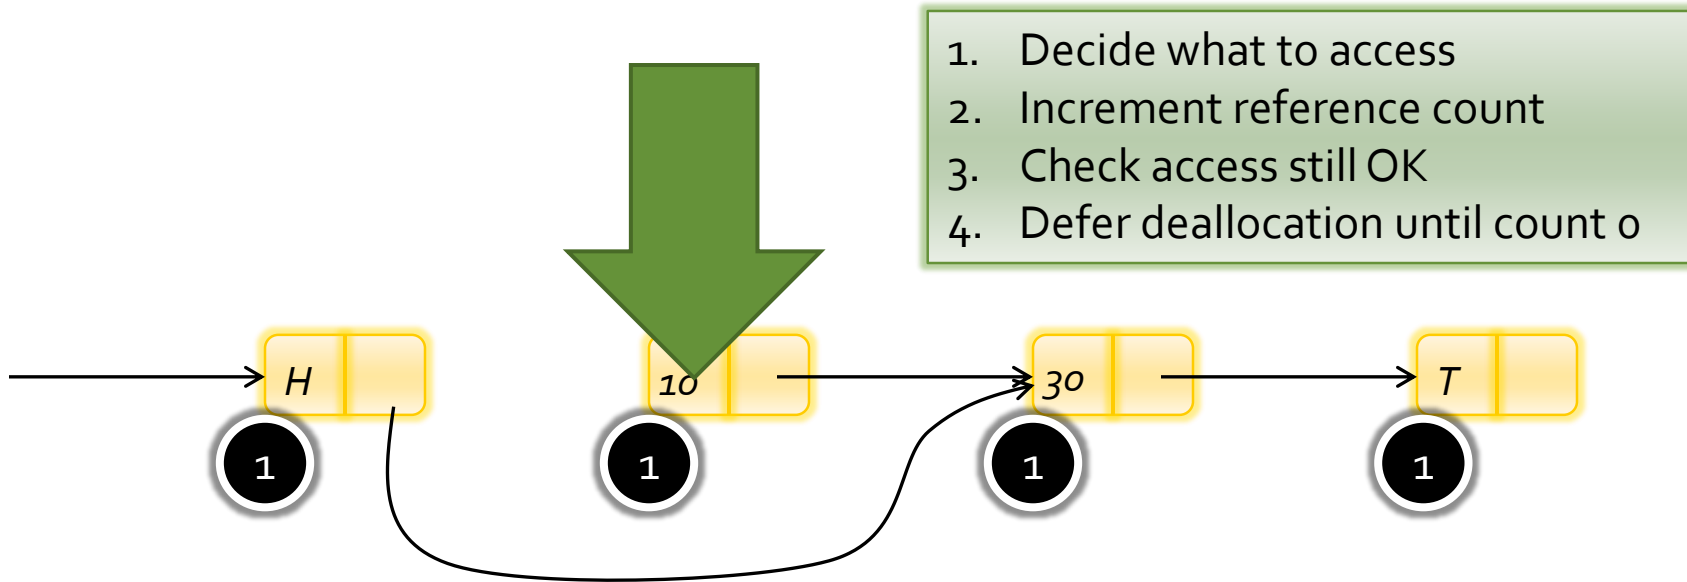 1. Decide what to access
2. Increment reference count
3. Check access still OK
4. Defer deallocation until count 0
H 10 30 T
1 1 1 1